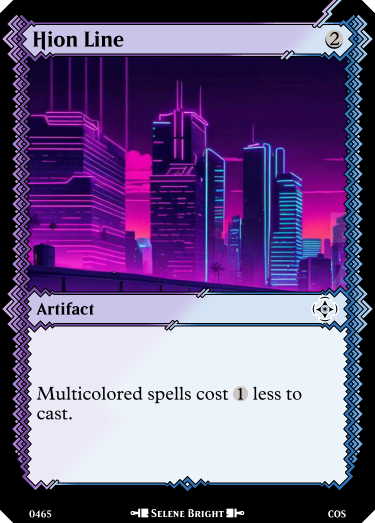 Hion Line 2
Artifact
Multicolored spells cost 1 less to
cast.
0465 Selene Bright COS